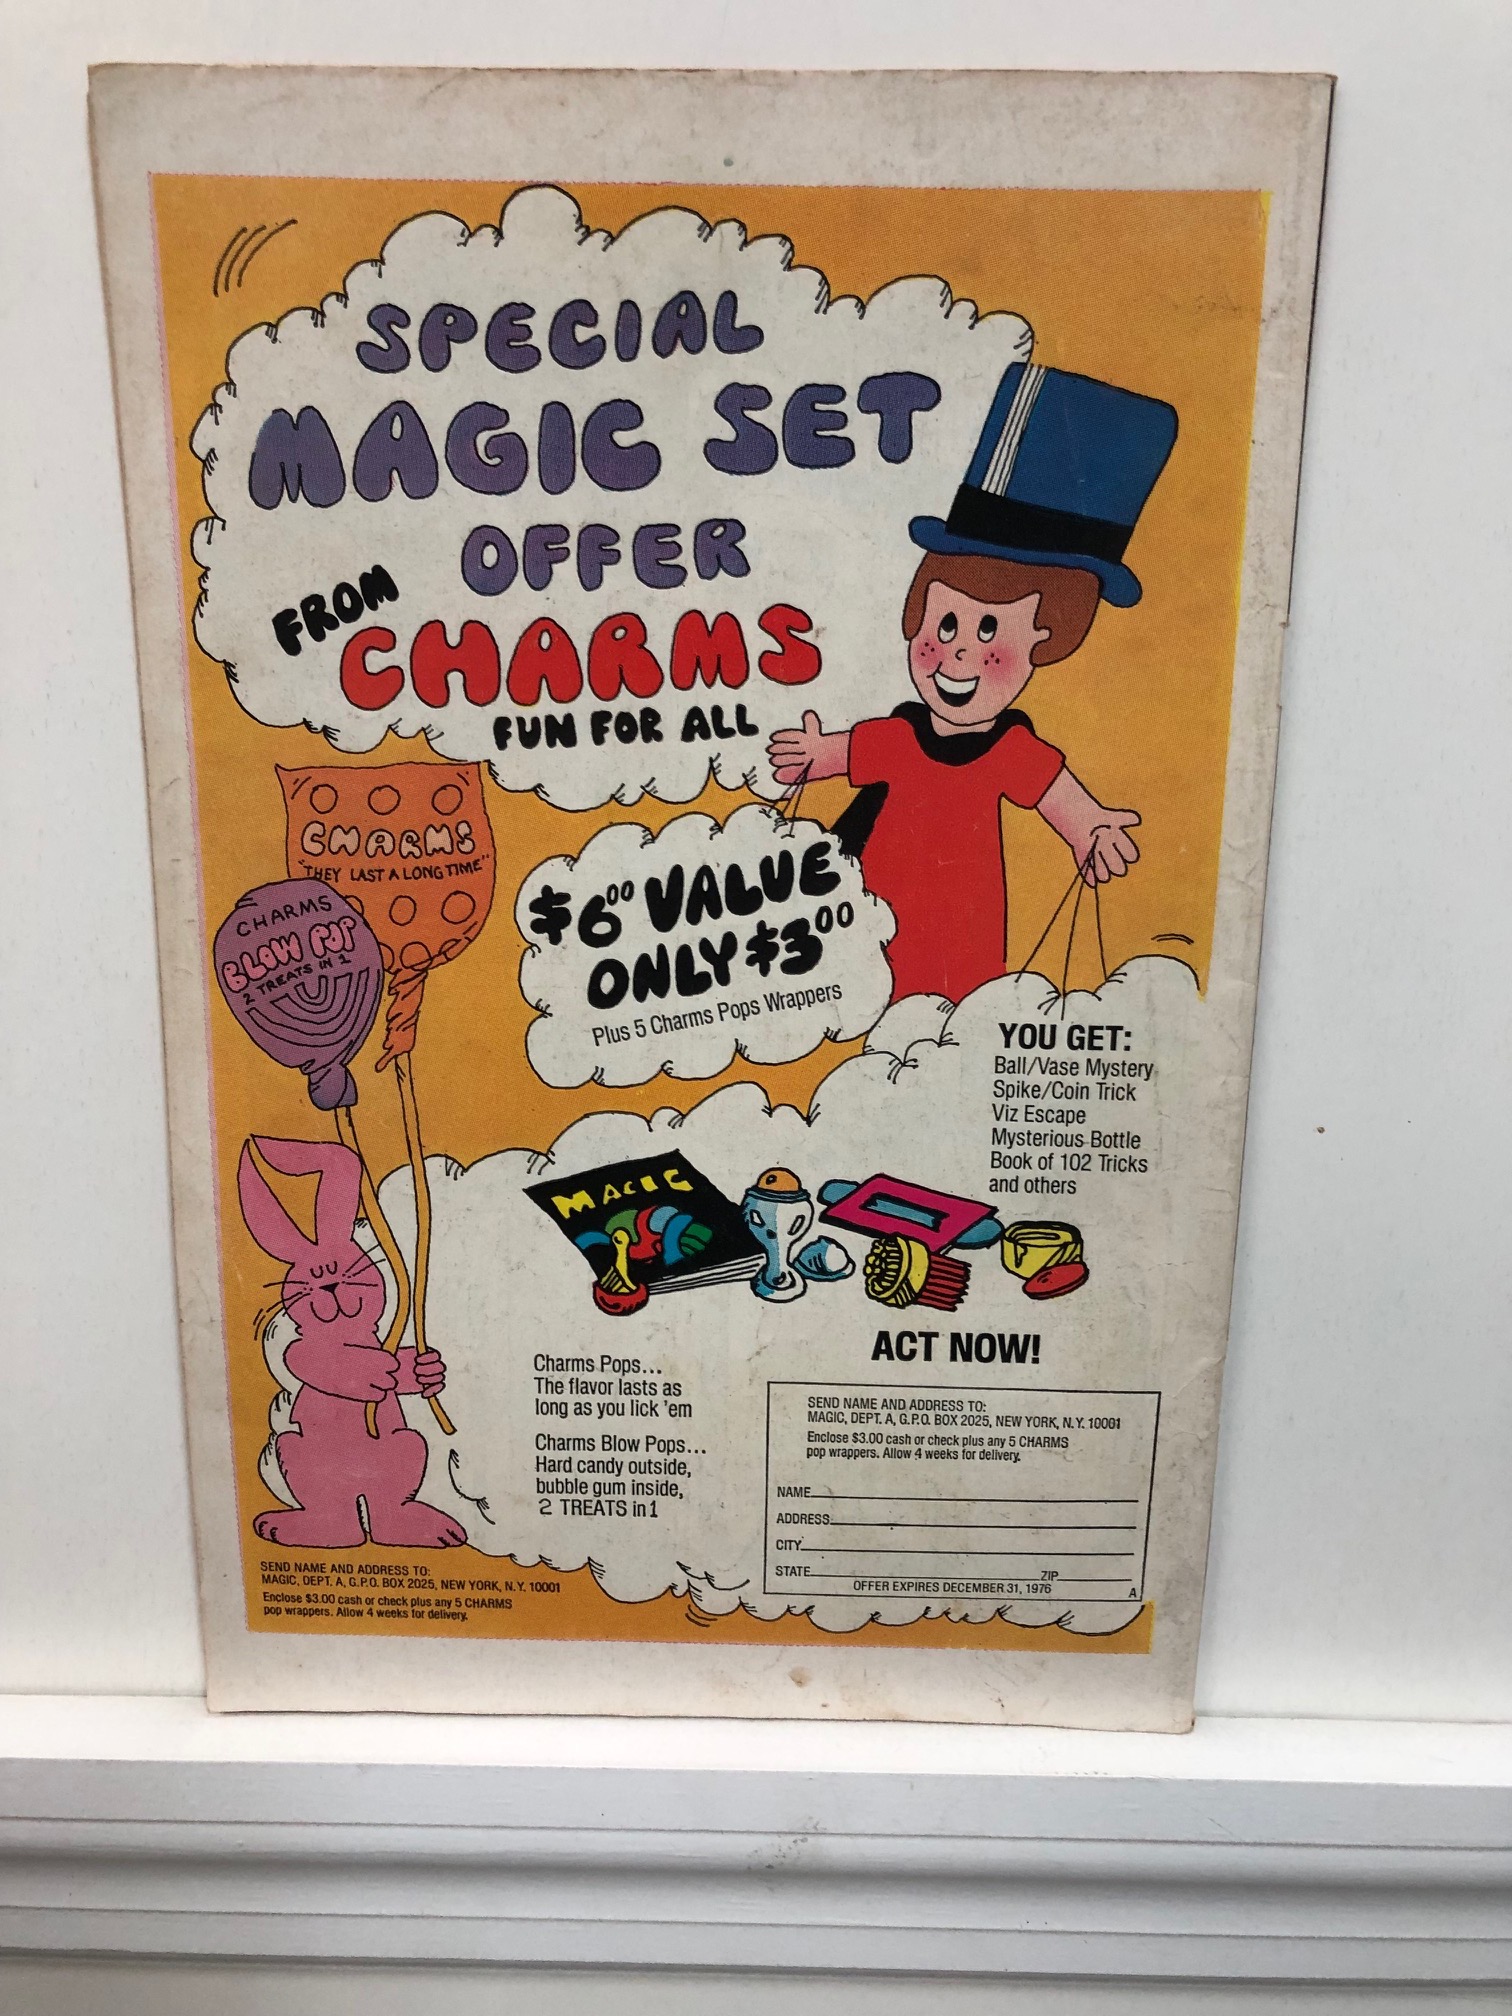 SPECIAL
MAGIC SET
OFFER
FROM
CHARMS
FUN FOR ALL
CHARMS
"THEY LAST A LONG TIME"
CHARMS
BLOW POP
2 TREATS IN 1
$6⁰⁰ VALUE
ONLY $3⁰⁰
Plus 5 Charms Pops Wrappers
YOU GET:
Ball/Vase Mystery
Spike/Coin Trick
Viz Escape
Mysterious Bottle
Book of 102 Tricks
and others
MAGIC
ACT NOW!
Charms Pops...
The flavor lasts as
long as you lick 'em
Charms Blow Pops...
Hard candy outside,
bubble gum inside,
2 TREATS in 1
SEND NAME AND ADDRESS TO:
MAGIC, DEPT. A, G.P.O. BOX 2025, NEW YORK, N.Y. 10001
Enclose $3.00 cash or check plus any 5 CHARMS
pop wrappers. Allow 4 weeks for delivery.
NAME
ADDRESS
CITY
STATE ZIP
OFFER EXPIRES DECEMBER 31, 1976 A
SEND NAME AND ADDRESS TO:
MAGIC, DEPT. A, G.P.O. BOX 2025, NEW YORK, N.Y. 10001
Enclose $3.00 cash or check plus any 5 CHARMS
pop wrappers. Allow 4 weeks for delivery.